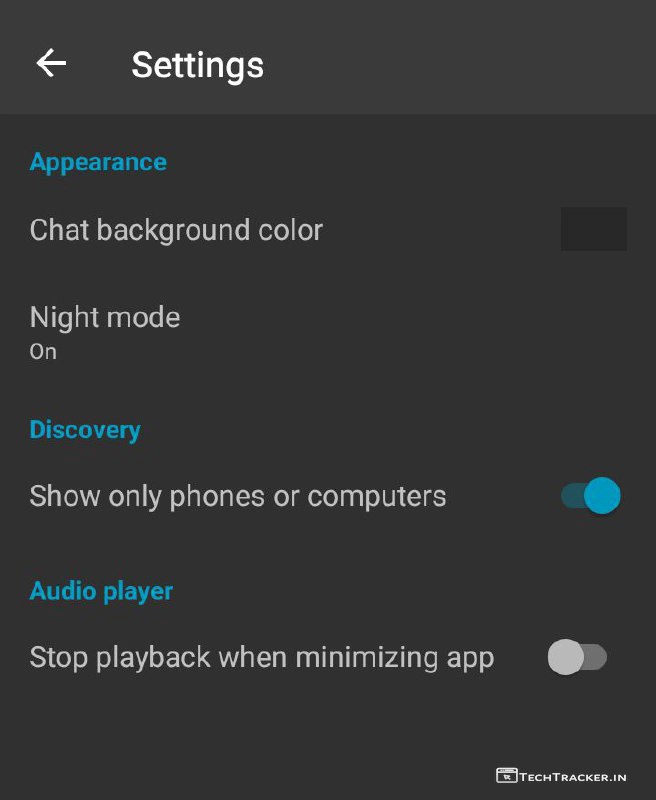 Settings
Appearance
Chat background color
Night mode
On
Discovery
Show only phones or computers
Audio player
Stop playback when minimizing app
TechTracker.in